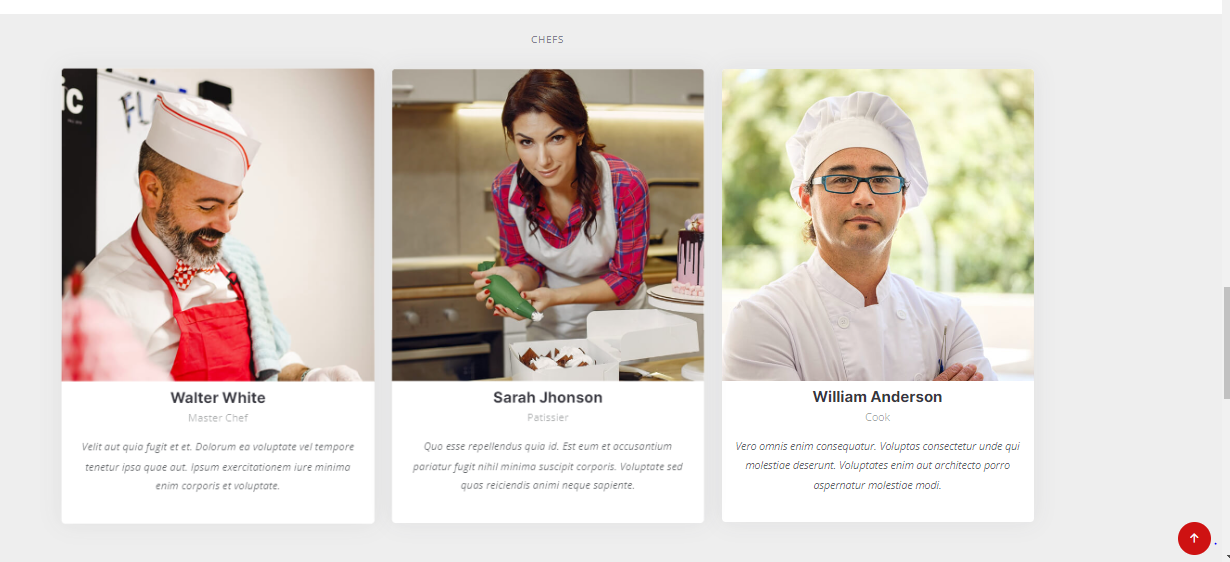 CHEFS
ic
FL
Walter White
Master Chef
Velit aut quia fugit et et. Dolorum ea voluptate vel tempore
tenetur ipsa quae aut. Ipsum exercitationem iure minima
enim corporis et voluptate.
Sarah Jhonson
Patissier
Quo esse repellendus quia id. Est eum et accusantium
pariatur fugit nihil minima suscipit corporis. Voluptate sed
quas reiciendis animi neque sapiente.
William Anderson
Cook
Vero omnis enim consequatur. Voluptas consectetur unde qui
molestiae deserunt. Voluptates enim aut architecto porro
aspernatur molestiae modi.